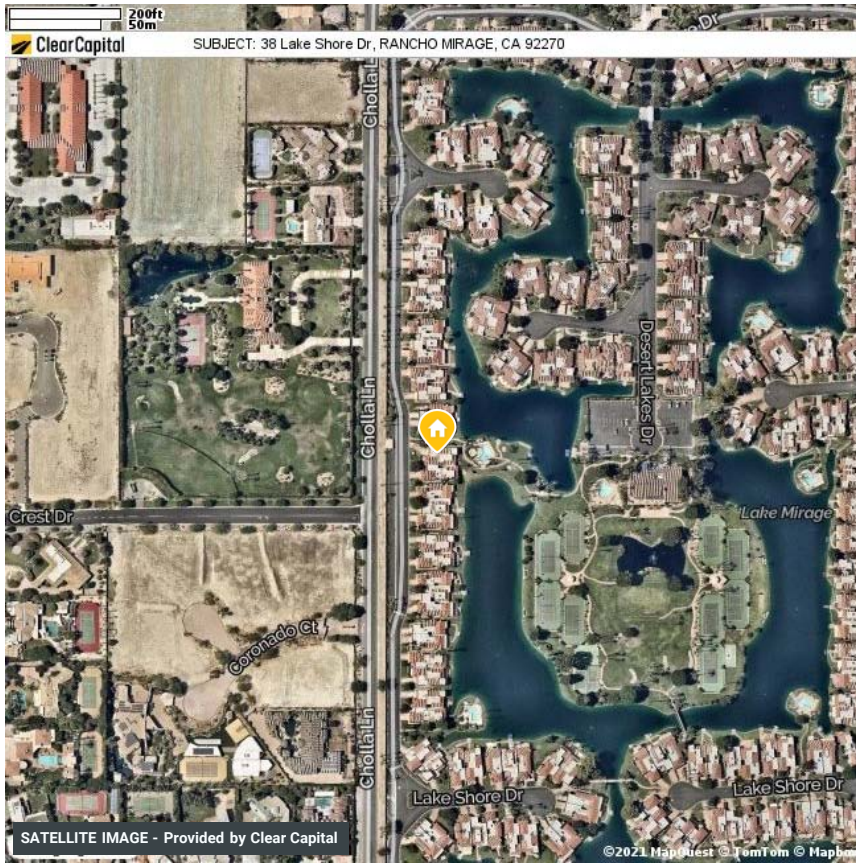 200ft
50m
e Dr
ClearCapital
SUBJECT: 38 Lake Shore Dr, RANCHO MIRAGE, CA 92270
Cholla L
Desert Lakes Dr
Cholla Ln
Crest Dr
Lake Mirage
Coronado Ct
Cholla Ln
Lake Shore Dr
Lake Shore Dr
SATELLITE IMAGE - Provided by Clear Capital
©2021 MapQuest © TomTom © Mapbo